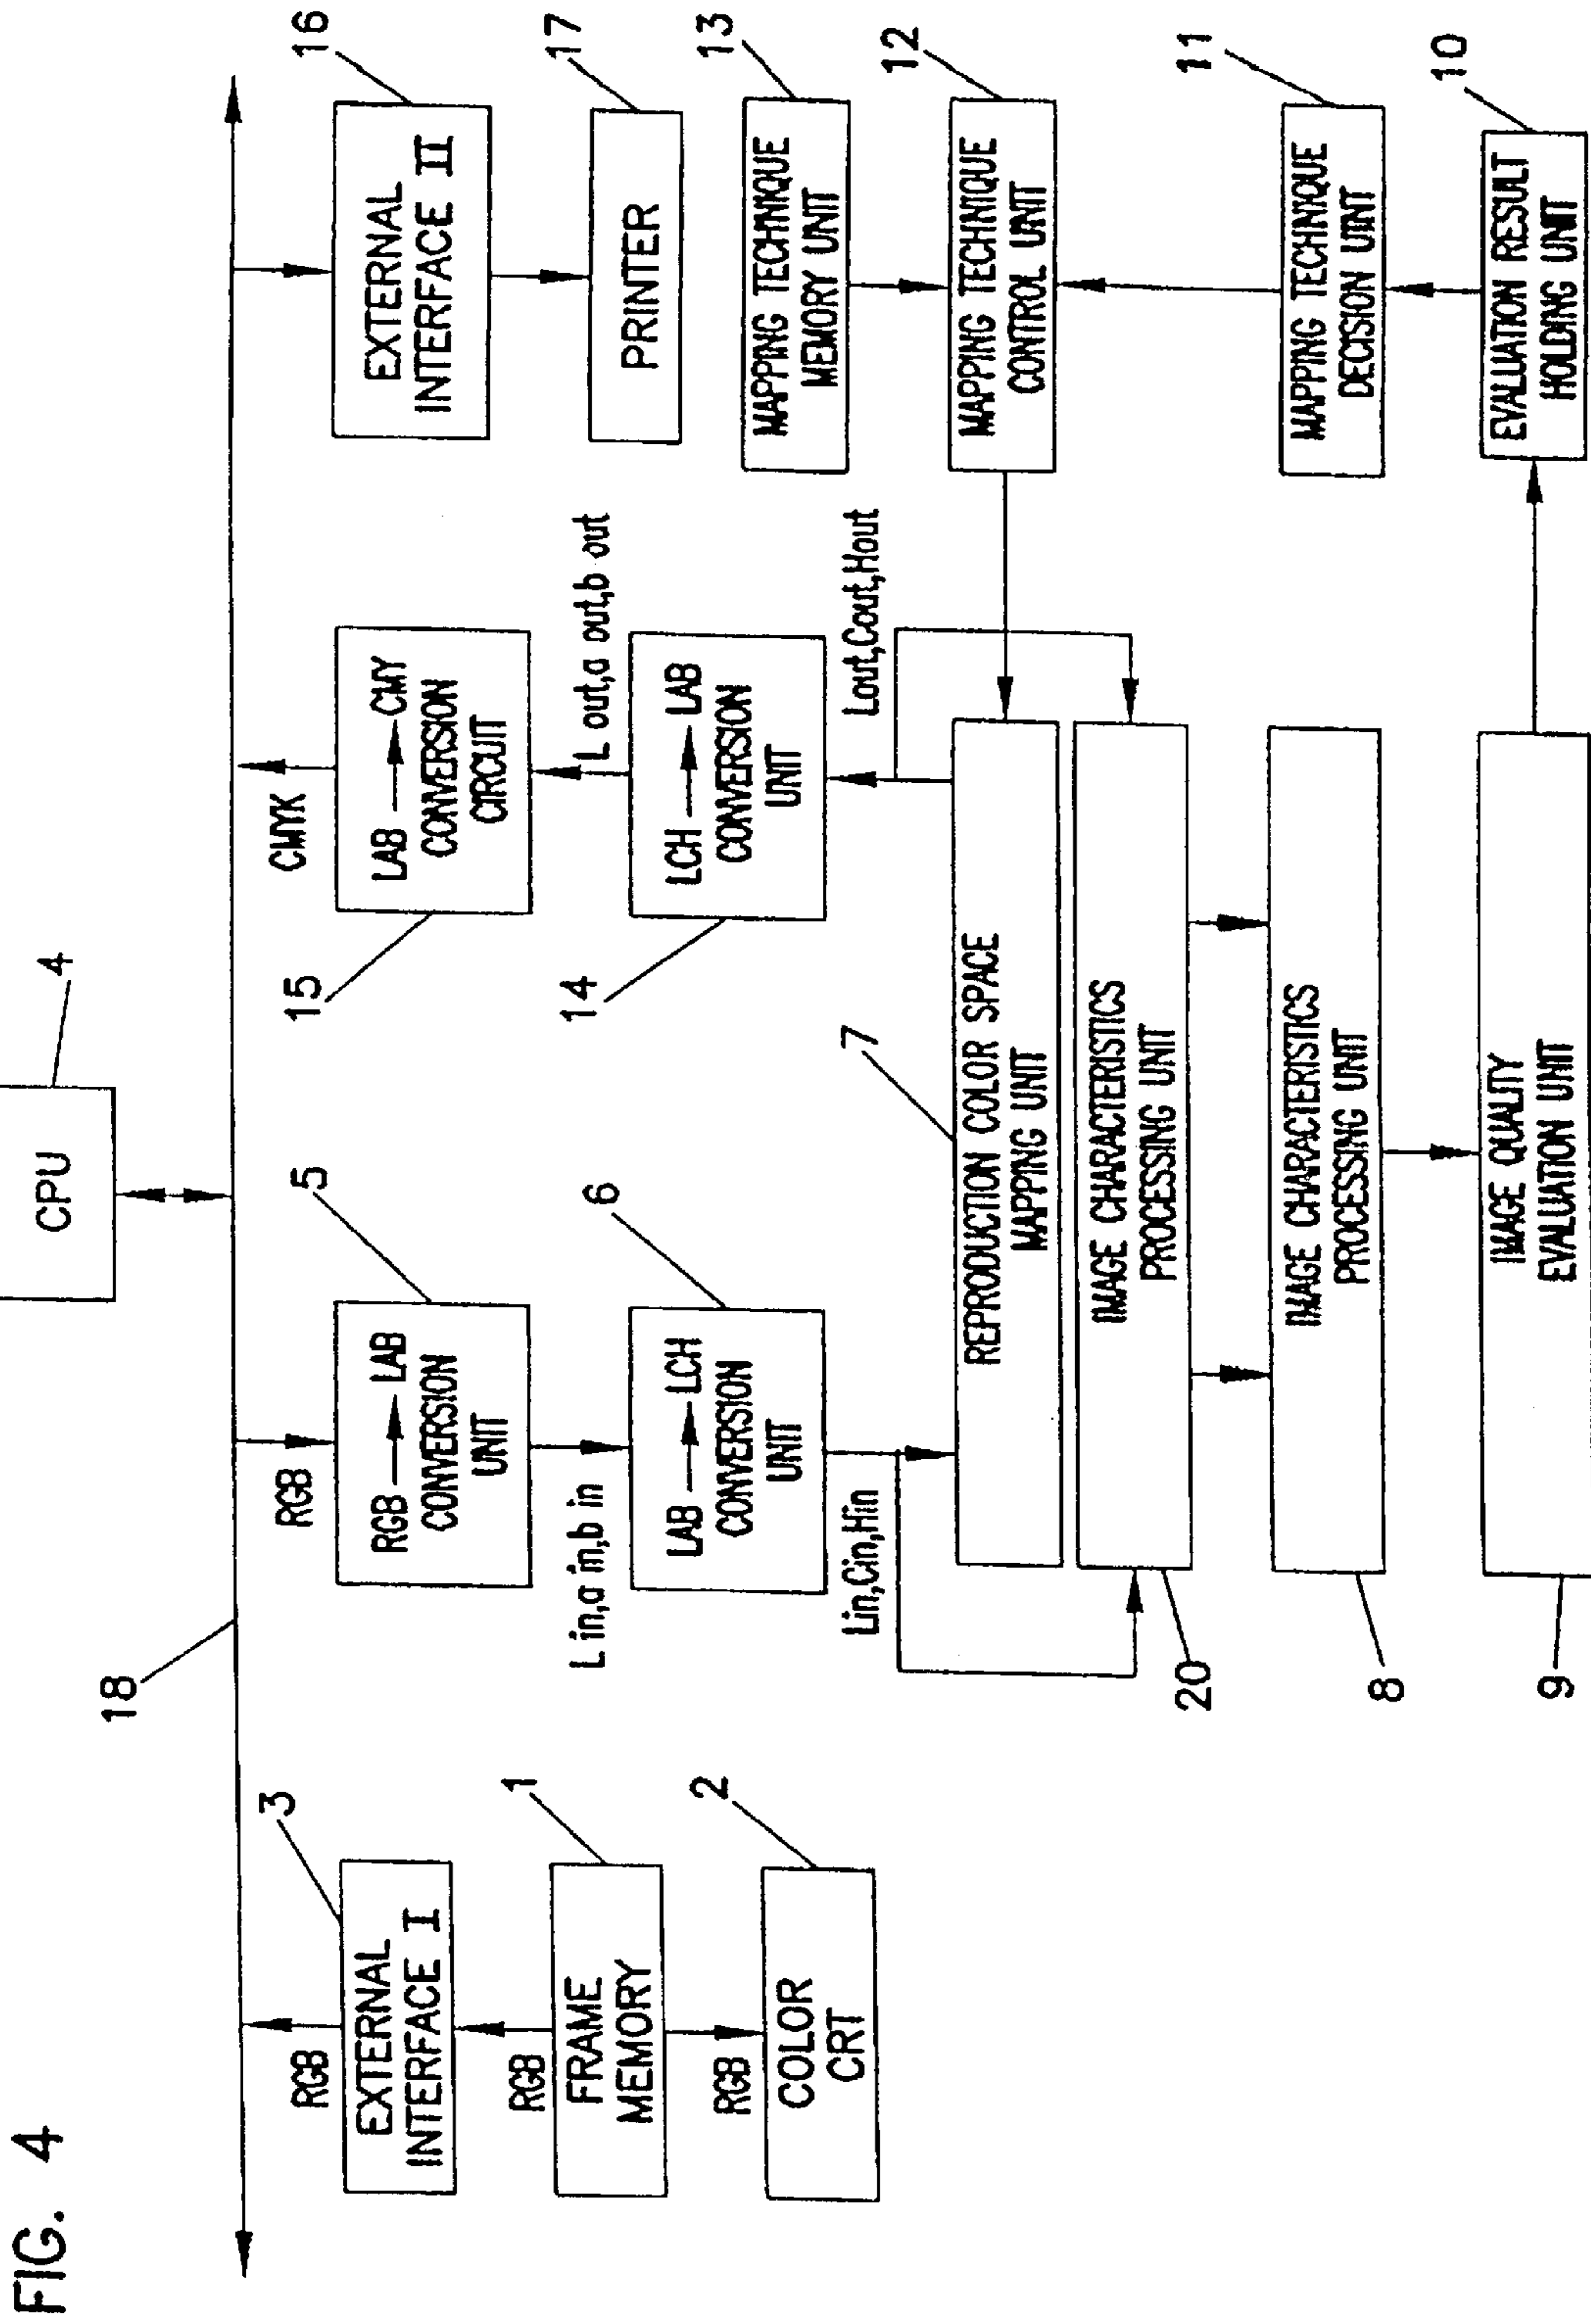 FIG. 4
CPU
4
18
RGB
EXTERNAL
INTERFACE I
3
RGB
FRAME
MEMORY
1
RGB
COLOR
CRT
2
RGB
RGB → LAB
CONVERSION
UNIT
5
L in,a in,b in
LAB → LCH
CONVERSION
UNIT
6
Lin,Cin,Hin
CMYK
LAB → CMY
CONVERSION
CIRCUIT
15
L out,a out,b out
LCH → LAB
CONVERSION
UNIT
14
Lout,Cout,Hout
EXTERNAL
INTERFACE II
16
PRINTER
17
MAPPING TECHNIQUE
MEMORY UNIT
13
MAPPING TECHNIQUE
CONTROL UNIT
12
MAPPING TECHNIQUE
DECISION UINT
11
EVALUATION RESULT
HOLDING UNIT
10
7
REPRODUCTION COLOR SPACE
MAPPING UNIT
IMAGE CHARACTERISTICS
PROCESSING UNIT
20
IMAGE CHARACTERISTICS
PROCESSING UNIT
8
IMAGE QUALITY
EVALUATION UNIT
9